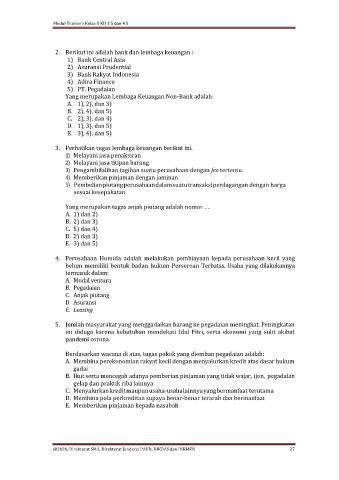 Modul Ekonomi Kelas X KD 3.5 dan 4.5
2. Berikut ini adalah bank dan lembaga keuangan :
1) Bank Central Asia
2) Asuransi Prudential
3) Bank Rakyat Indonesia
4) Adira Finance
5) PT. Pegadaian
Yang merupakan Lembaga Keuangan Non-Bank adalah:
A. 1), 2), dan 3)
B. 2), 4), dan 5)
C. 2), 3), dan 4)
D. 1), 3), dan 5)
E. 3), 4), dan 5)
3. Perhatikan tugas lembaga keuangan berikut ini.
1) Melayani jasa penaksiran
2) Melayani jasa titipan barang
3) Pengambilalihan tagihan suatu perusahaan dengan fee tertentu.
4) Memberikan pinjaman dengan jaminan
5) Pembelian piutang perusahaan dalam suatu transaksi perdagangan dengan harga
sesuai kesepakatan.
Yang merupakan tugas anjak piutang adalah nomor ....
A. 1) dan 2)
B. 2) dan 3)
C. 5) dan 4)
D. 2) dan 3)
E. 3) dan 5)
4. Perusahaan Humida adalah melakukan pembiayaan kepada perusahaan kecil yang
belum memiliki bentuk badan hukum Perseroan Terbatas. Usaha yang dilakukannya
termasuk dalam:
A. Modal ventura
B. Pegadaian
C. Anjak piutang
D. Asuransi
E. Leasing
5. Jumlah masyarakat yang menggadaikan barang ke pegadaian meningkat. Peningkatan
ini diduga karena kebutuhan mendekati Idul Fitri, serta ekonomi yang sulit akibat
pandemi corona.
Berdasarkan wacana di atas, tugas pokok yang diemban pegadaian adalah:
A. Membina perekonomian rakyat kecil dengan menyalurkan kredit atas dasar hukum
gadai
B. Ikut serta mencegah adanya pemberian pinjaman yang tidak wajar, ijon, pegadaian
gelap dan praktik riba lainnya
C. Menyalurkan kredit maupun usaha-usaha lainnya yang bermanfaat terutama
D. Membina pola perkreditan supaya benar-benar terarah dan bermanfaat
E. Memberikan pinjaman kepada nasabah
@2020, Direktorat SMA, Direktorat Jenderal PAUD, DIKDAS dan DIKMEN 27